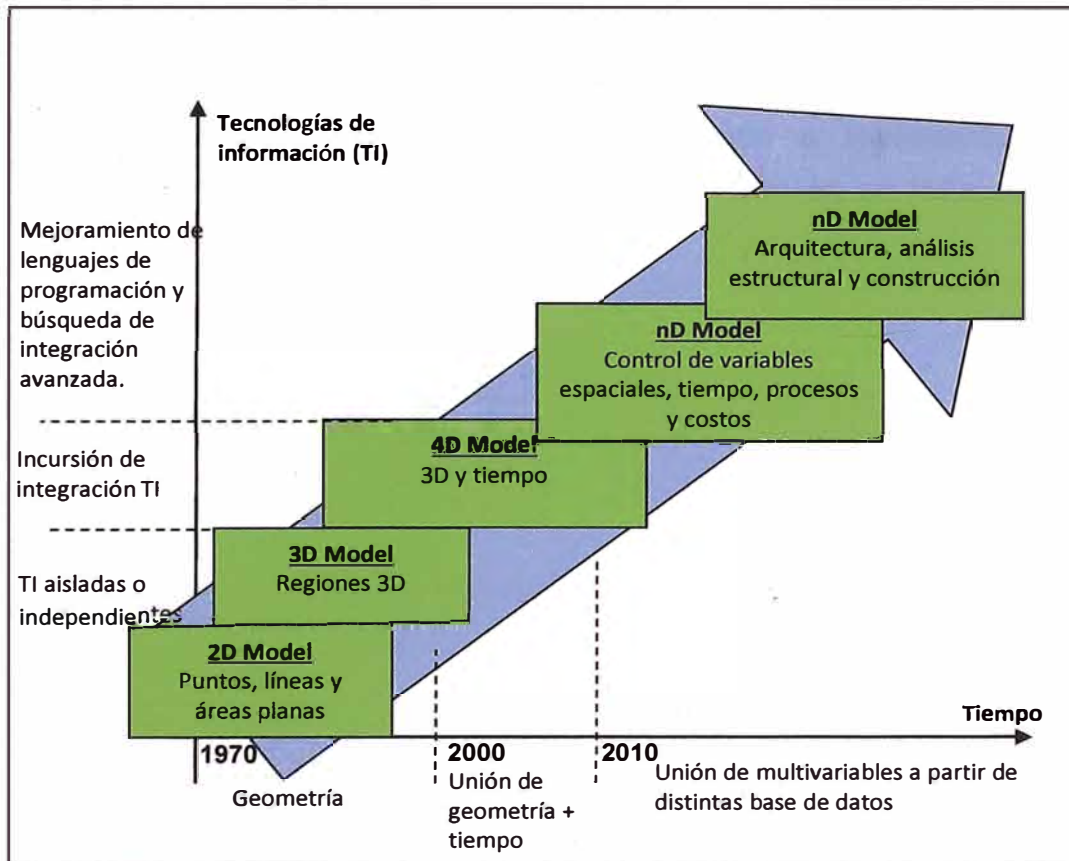 Tecnologías de
información (TI)
Mejoramiento de
lenguajes de
programación y
búsqueda de
integración
avanzada.
nD Model
Arquitectura, análisis
estructural y construcción
nD Model
Control de variables
espaciales, tiempo, procesos
y costos
Incursión de
integración TI
4D Model
3D y tiempo
TI aisladas o
independientes
3D Model
Regiones 3D
2D Model
Puntos, líneas y
áreas planas
Tiempo
1970
2000
2010
Geometría
Unión de
geometría +
tiempo
Unión de multivariables a partir de
distintas base de datos